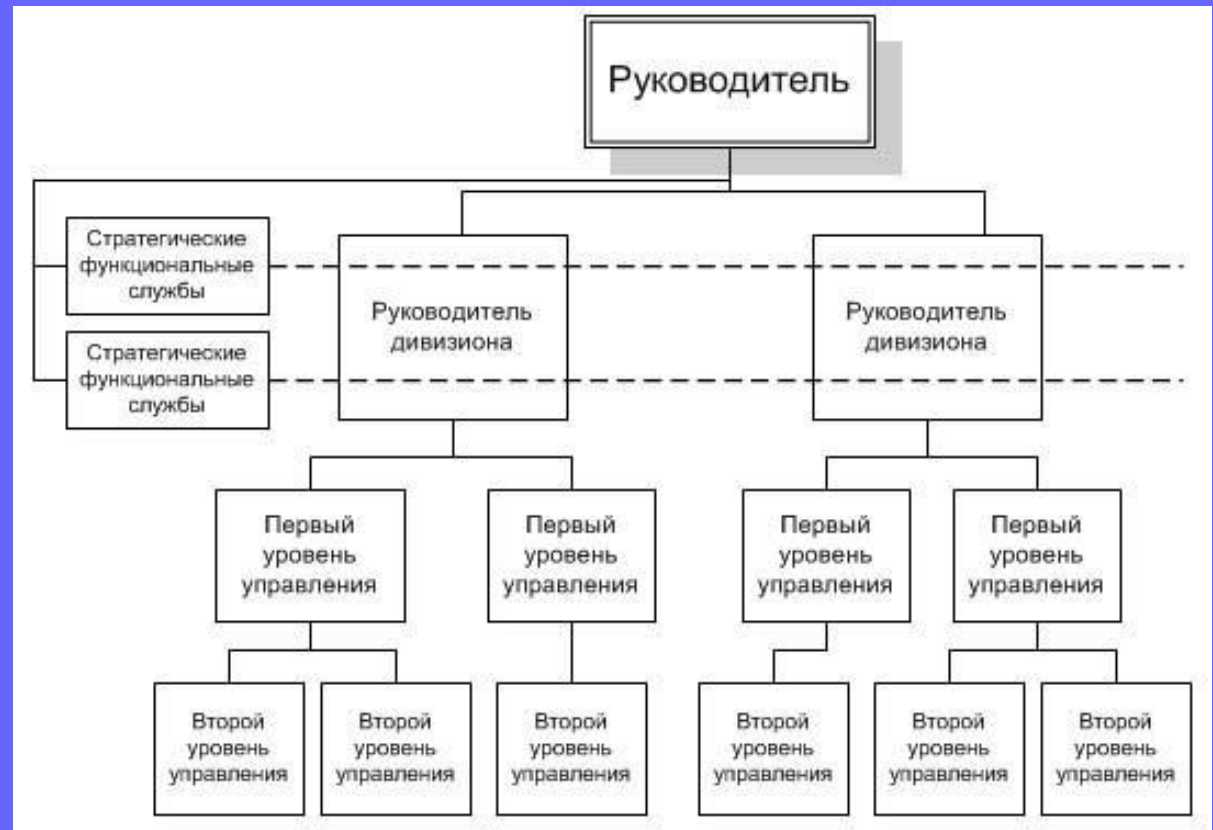 Руководитель
Стратегические
функциональные
службы
Стратегические
функциональные
службы
Руководитель
дивизиона
Руководитель
дивизиона
Первый
уровень
управления
Первый
уровень
управления
Первый
уровень
управления
Первый
уровень
управления
Второй
уровень
управления
Второй
уровень
управления
Второй
уровень
управления
Второй
уровень
управления
Второй
уровень
управления
Второй
уровень
управления